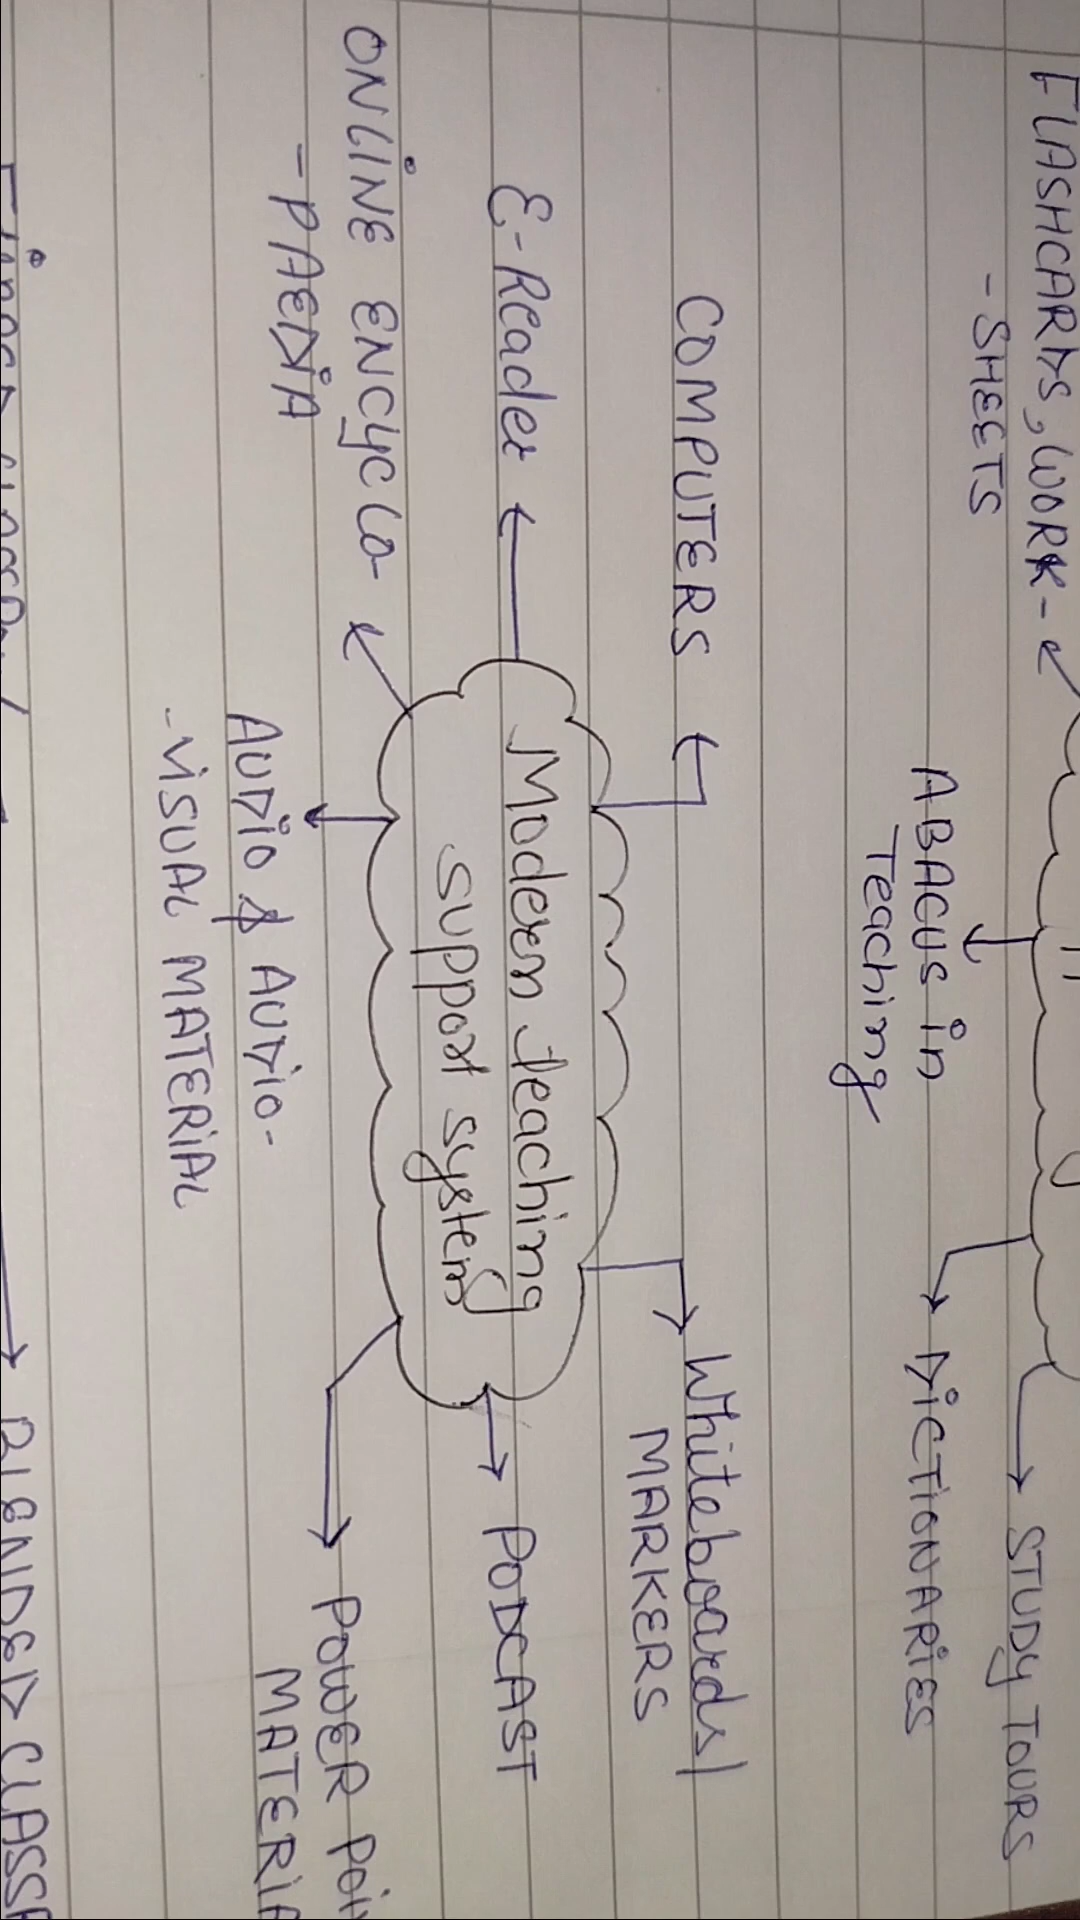 FLASHCARDS, WORK-
-SHEETS
ABACUS in
Teaching
DICTIONARIES
STUDY TOURS
COMPUTERS
Whiteboards/
MARKERS
E-Reader
Modern teaching
support system
PODCAST
ONLINE ENCYCLO-
-PAEDIA
AUDIO & AUDIO-
-VISUAL MATERIAL
POWER POIN
MATERIA
BLENDED CLASS